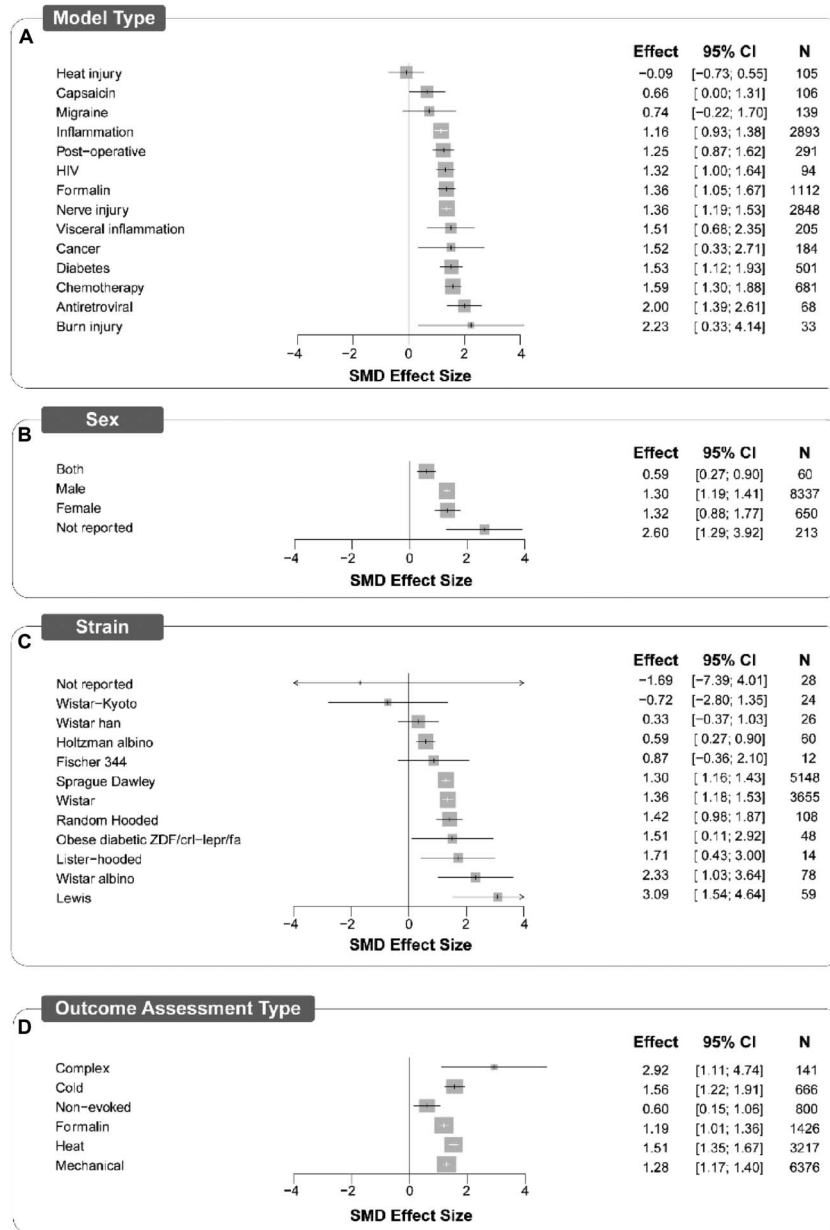 Model Type
A
Effect 95% CI N
Heat injury −0.09 [−0.73; 0.55] 105
Capsaicin 0.66 [ 0.00; 1.31] 106
Migraine 0.74 [−0.22; 1.70] 139
Inflammation 1.16 [ 0.93; 1.38] 2893
Post−operative 1.25 [ 0.87; 1.62] 291
HIV 1.32 [ 1.00; 1.64] 94
Formalin 1.36 [ 1.05; 1.67] 1112
Nerve injury 1.36 [ 1.19; 1.53] 2848
Visceral inflammation 1.51 [ 0.68; 2.35] 205
Cancer 1.52 [ 0.33; 2.71] 184
Diabetes 1.53 [ 1.12; 1.93] 501
Chemotherapy 1.59 [ 1.30; 1.88] 681
Antiretroviral 2.00 [ 1.39; 2.61] 68
Burn injury 2.23 [ 0.33; 4.14] 33
−4 −2 0 2 4
SMD Effect Size
Sex
B
Effect 95% CI N
Both 0.59 [0.27; 0.90] 60
Male 1.30 [1.19; 1.41] 8337
Female 1.32 [0.88; 1.77] 650
Not reported 2.60 [1.29; 3.92] 213
−4 −2 0 2 4
SMD Effect Size
Strain
C
Effect 95% CI N
Not reported −1.69 [−7.39; 4.01] 28
Wistar−Kyoto −0.72 [−2.80; 1.35] 24
Wistar han 0.33 [−0.37; 1.03] 26
Holtzman albino 0.59 [ 0.27; 0.90] 60
Fischer 344 0.87 [−0.36; 2.10] 12
Sprague Dawley 1.30 [ 1.16; 1.43] 5148
Wistar 1.36 [ 1.18; 1.53] 3655
Random Hooded 1.42 [ 0.98; 1.87] 108
Obese diabetic ZDF/crl−lepr/fa 1.51 [ 0.11; 2.92] 48
Lister−hooded 1.71 [ 0.43; 3.00] 14
Wistar albino 2.33 [ 1.03; 3.64] 78
Lewis 3.09 [ 1.54; 4.64] 59
−4 −2 0 2 4
SMD Effect Size
Outcome Assessment Type
D
Effect 95% CI N
Complex 2.92 [1.11; 4.74] 141
Cold 1.56 [1.22; 1.91] 666
Non−evoked 0.60 [0.15; 1.06] 800
Formalin 1.19 [1.01; 1.36] 1426
Heat 1.51 [1.35; 1.67] 3217
Mechanical 1.28 [1.17; 1.40] 6376
−4 −2 0 2 4
SMD Effect Size